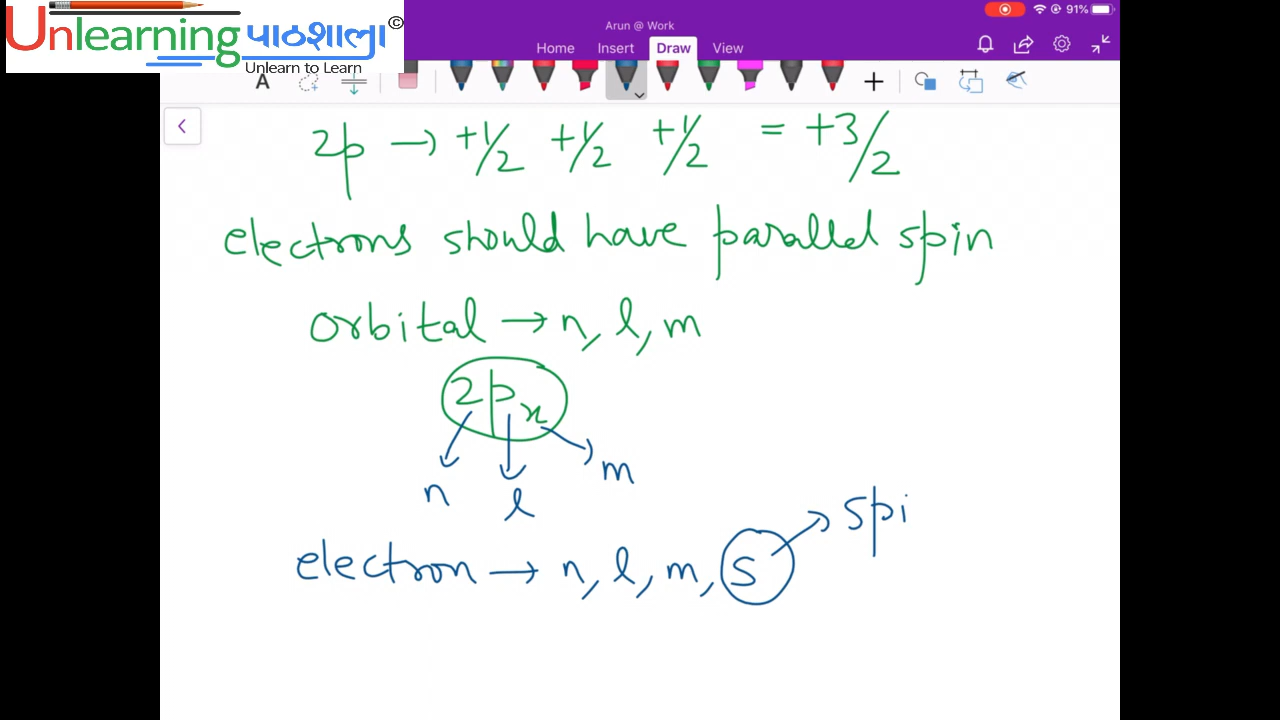 Unlearning पाठशाला©
Unlearn to Learn
Arun @ Work
91%
Home Insert Draw View
A
2p → +1/2 +1/2 +1/2 = +3/2
electrons should have parallel spin
orbital → n, l, m
2px
n l m
spi
electron → n, l, m, s